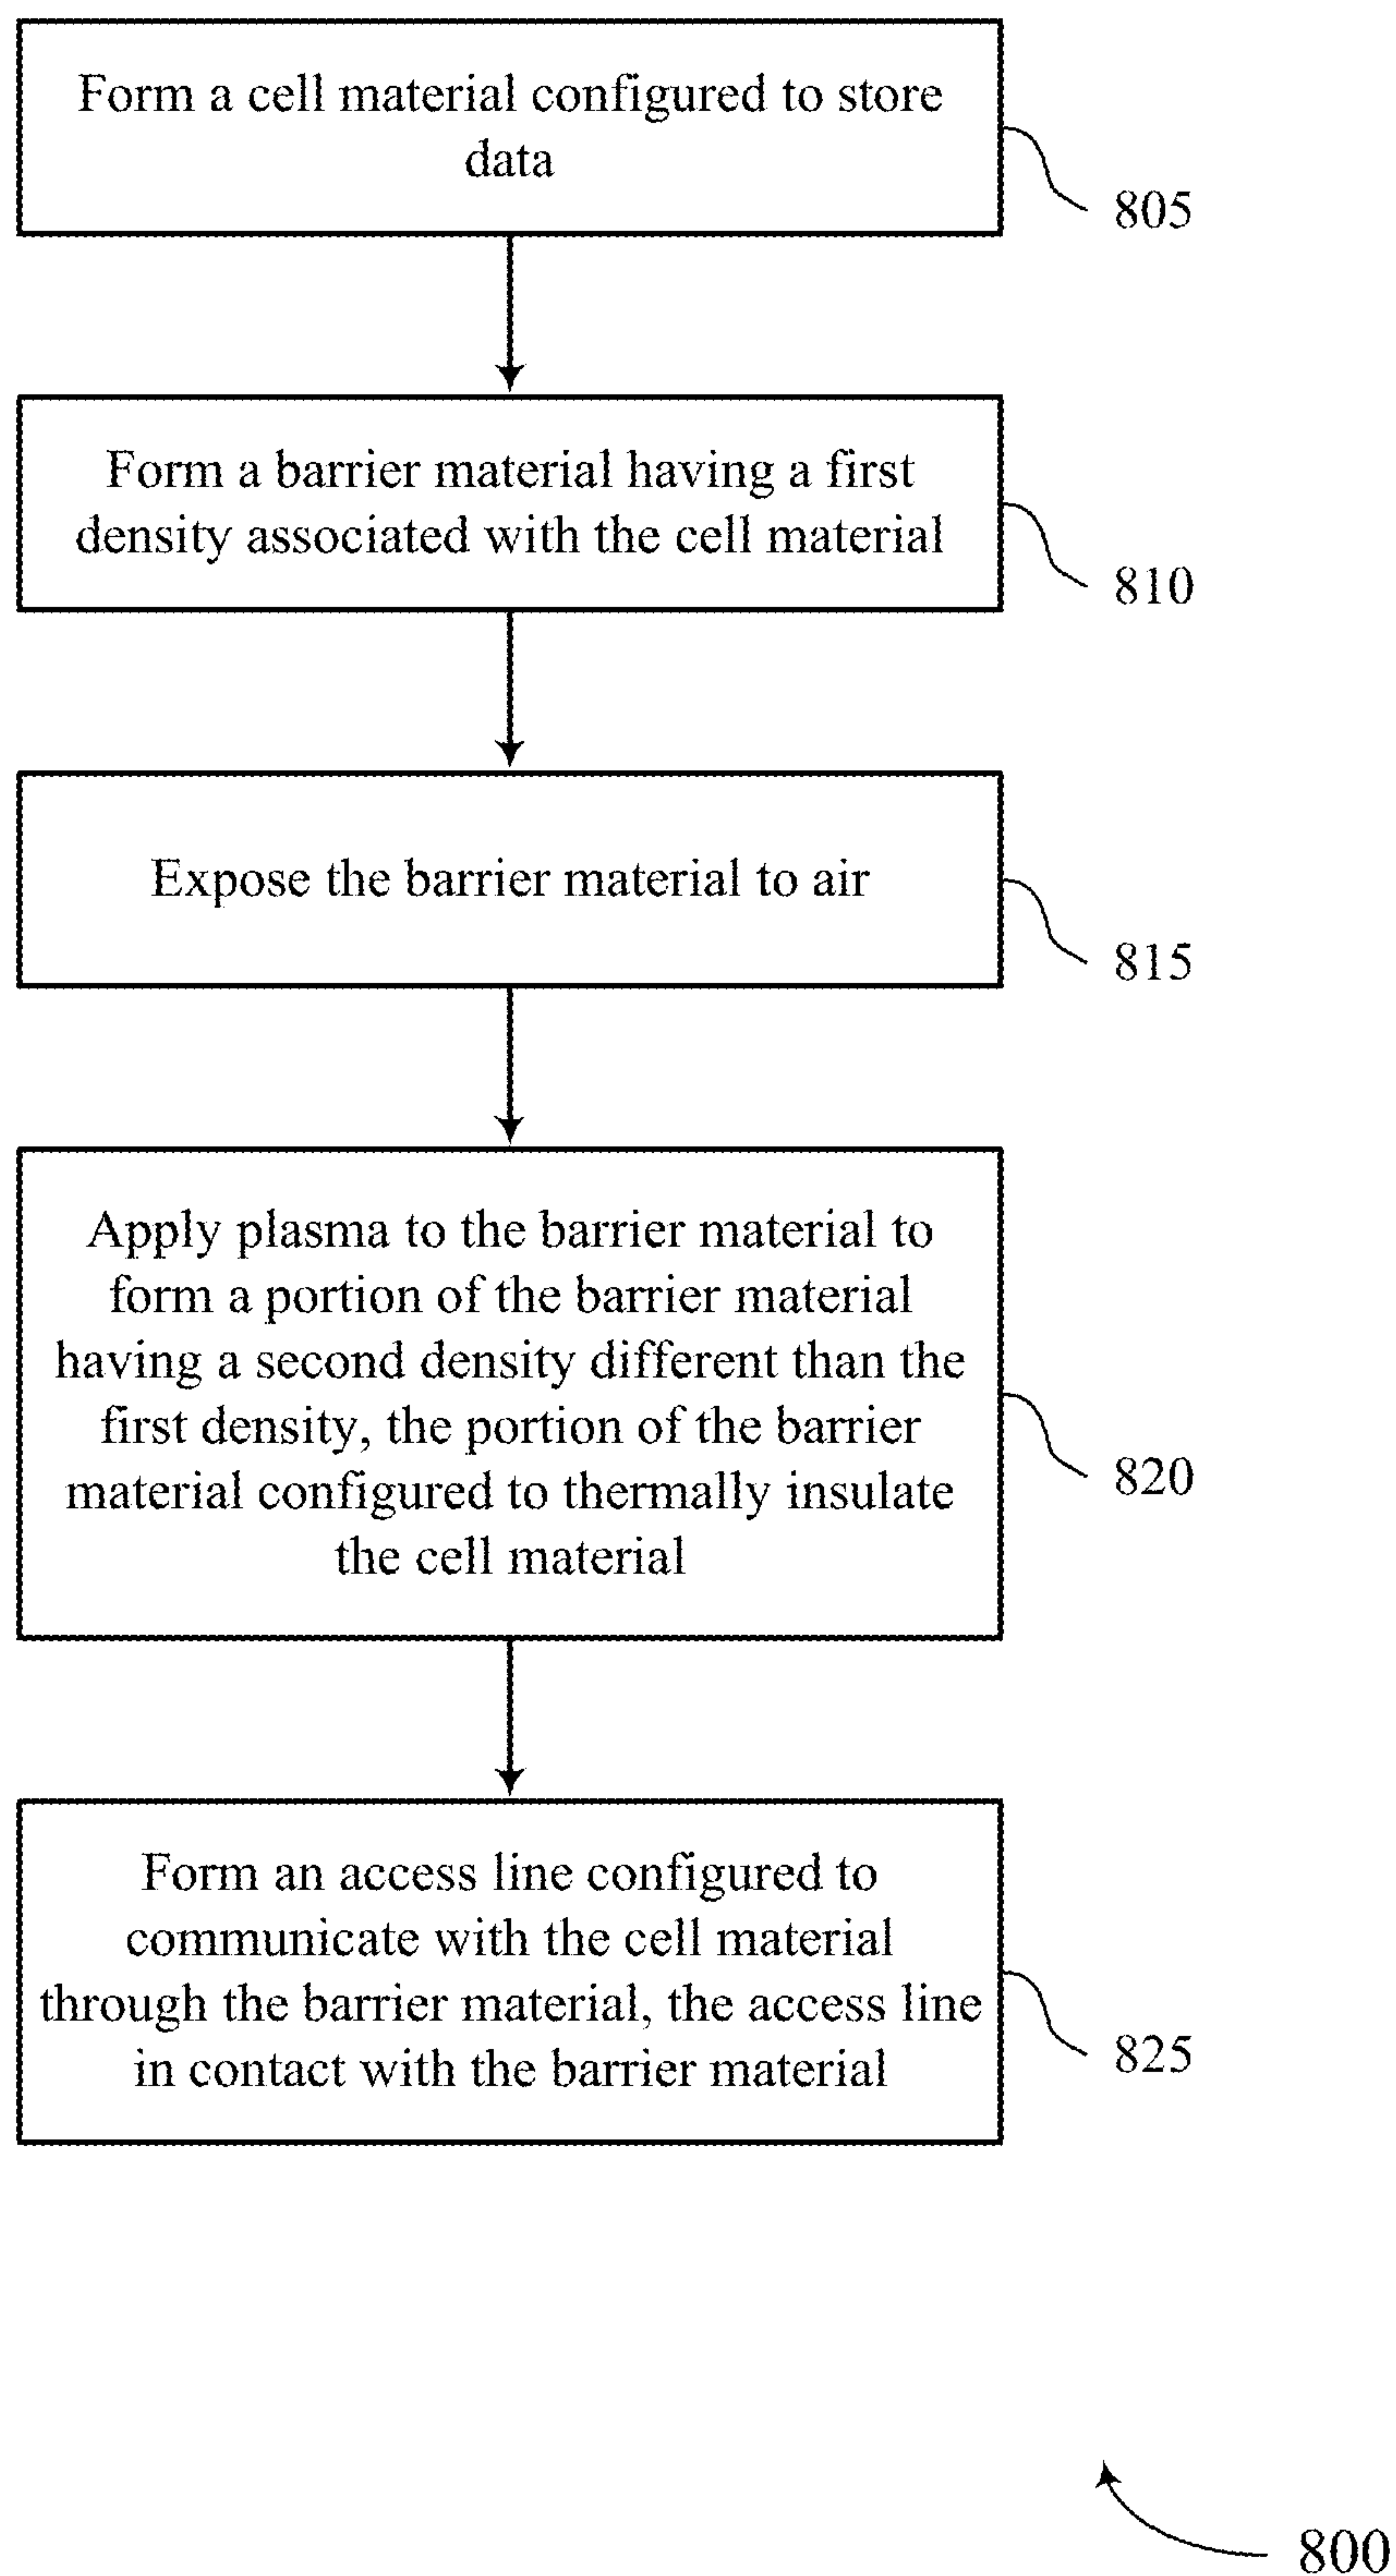 Form a cell material configured to store
data
805
Form a barrier material having a first
density associated with the cell material
810
Expose the barrier material to air
815
Apply plasma to the barrier material to
form a portion of the barrier material
having a second density different than the
first density, the portion of the barrier
material configured to thermally insulate
the cell material
820
Form an access line configured to
communicate with the cell material
through the barrier material, the access line
in contact with the barrier material
825
800